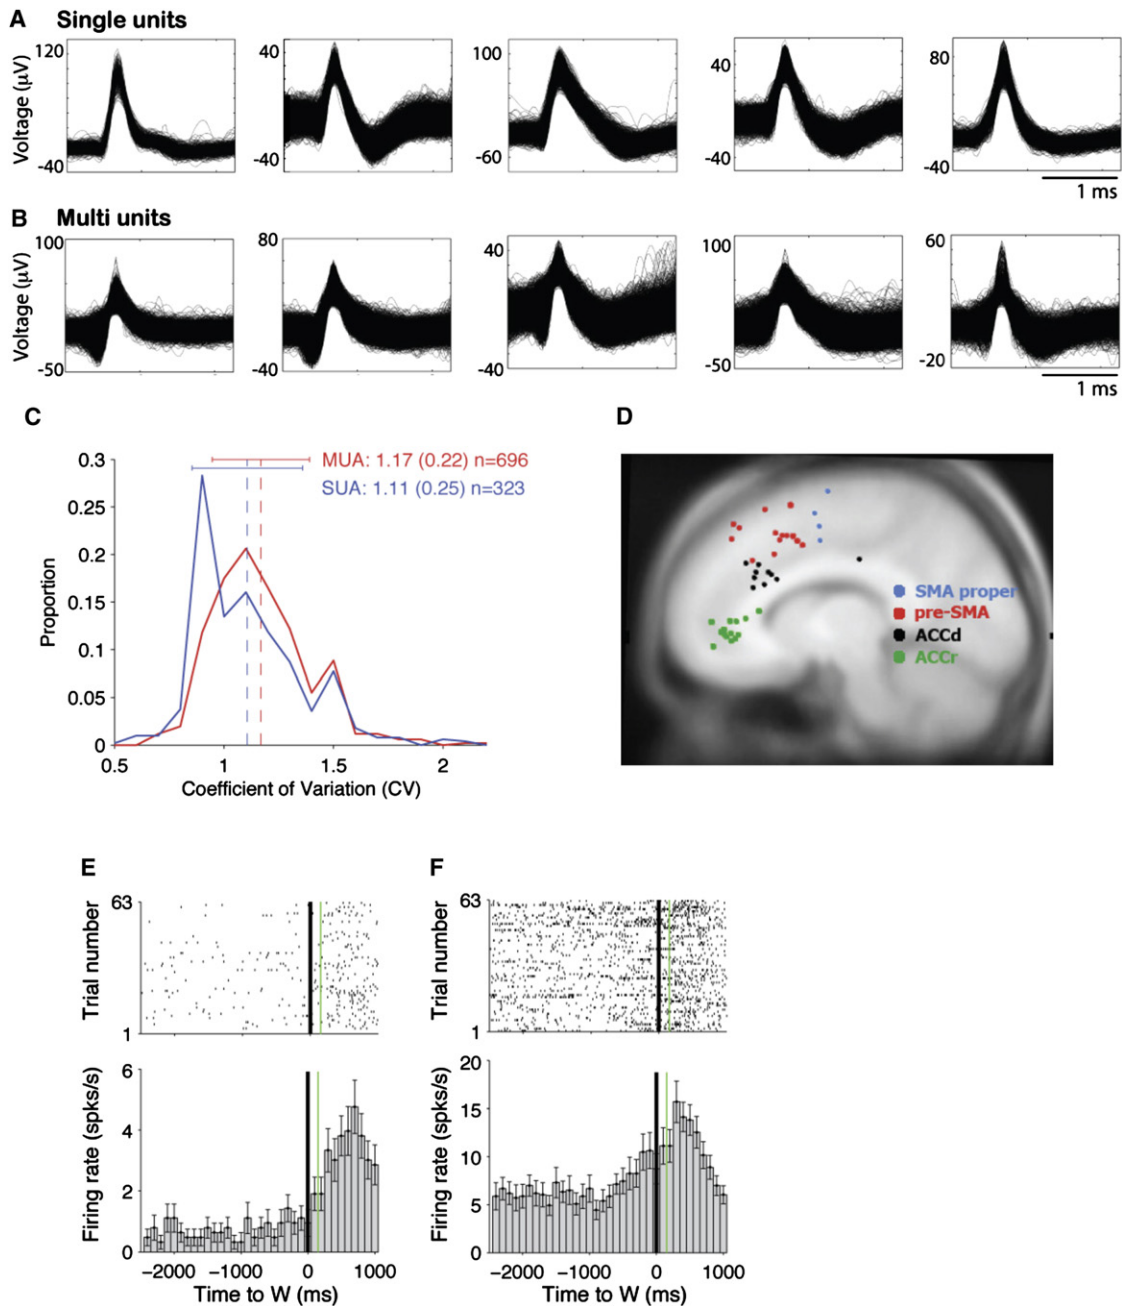 A Single units
Voltage (µV)
120
-40
40
-40
100
-60
40
-40
80
-40
1 ms
B Multi units
Voltage (µV)
100
-50
80
-40
40
-40
100
-50
60
-20
1 ms
C
MUA: 1.17 (0.22) n=696
SUA: 1.11 (0.25) n=323
Proportion
0.3
0.25
0.2
0.15
0.1
0.05
0
0.5 1 1.5 2
Coefficient of Variation (CV)
D
SMA proper
pre-SMA
ACCd
ACCr
E
Trial number
63
1
Firing rate (spks/s)
6
4
2
0
−2000 −1000 0 1000
Time to W (ms)
F
Trial number
63
1
Firing rate (spks/s)
20
15
10
5
0
−2000 −1000 0 1000
Time to W (ms)